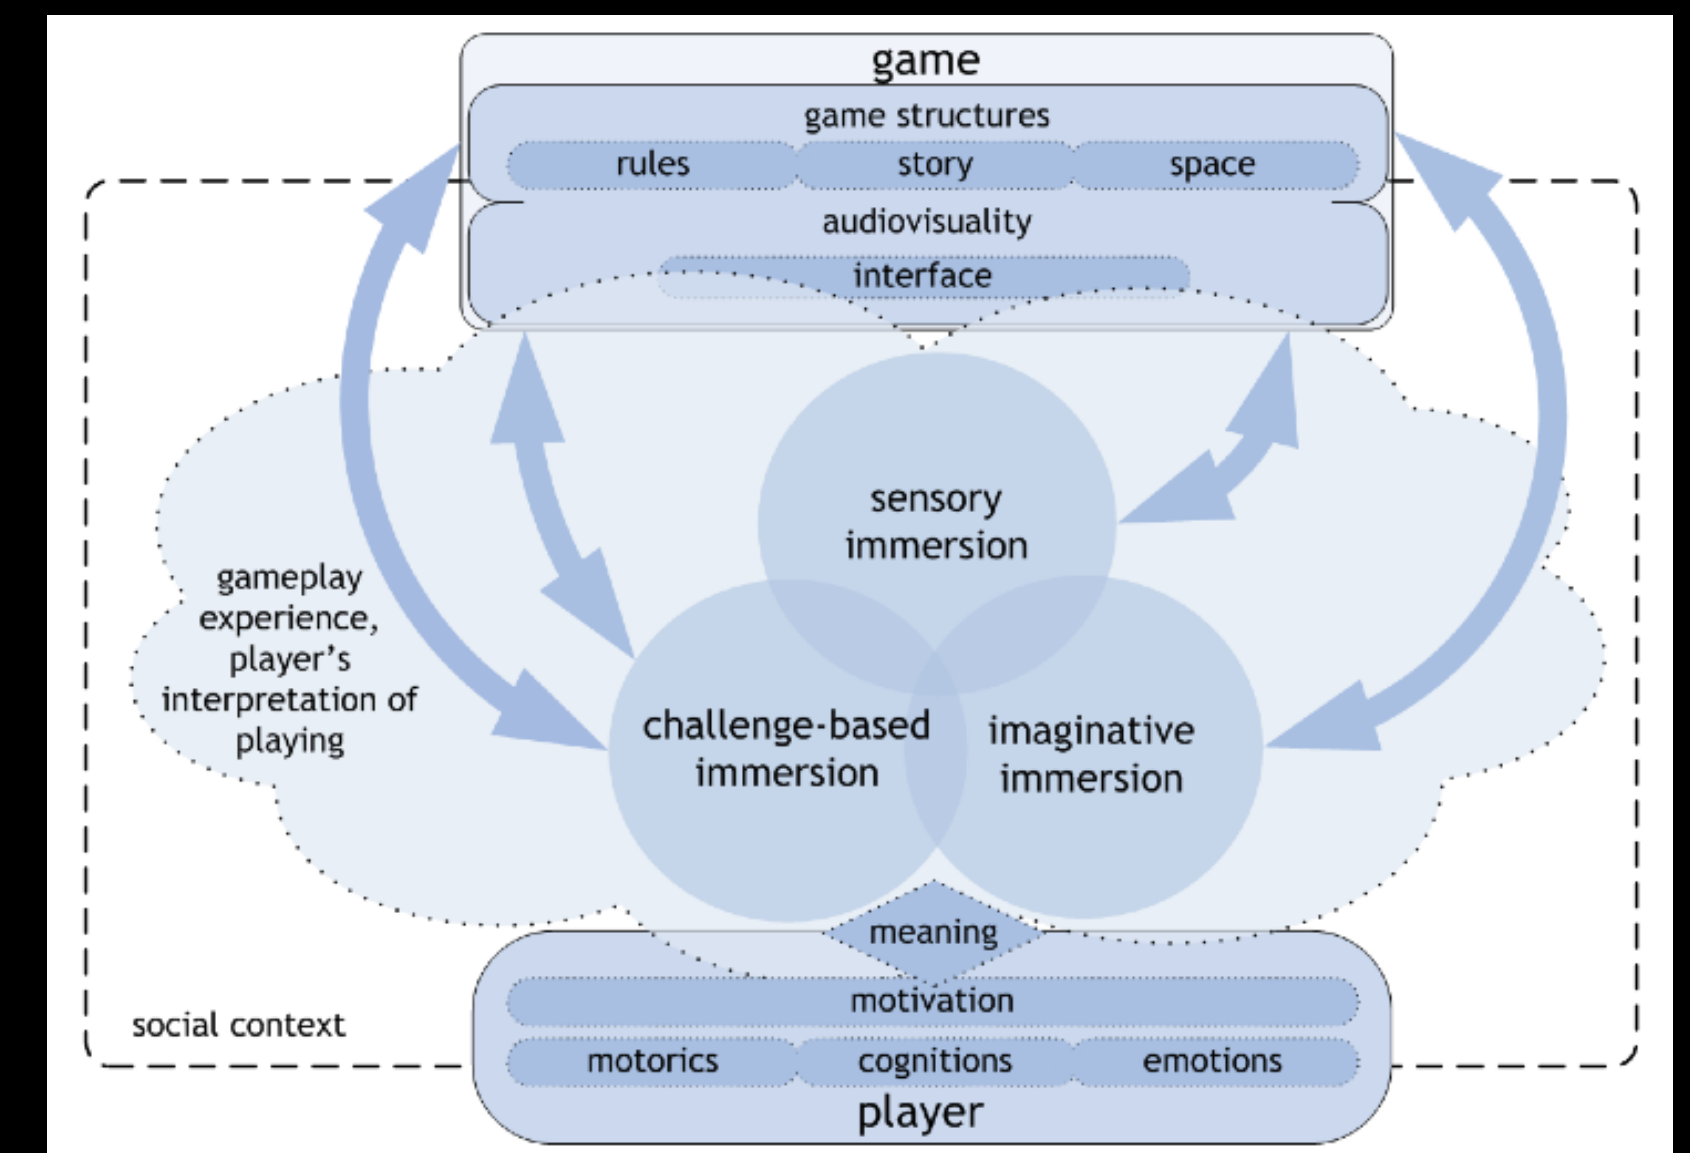 game
game structures
rules
story
space
audiovisuality
interface
sensory
immersion
gameplay
experience,
player's
interpretation of
playing
challenge-based
immersion
imaginative
immersion
meaning
motivation
social context
motorics
cognitions
emotions
player